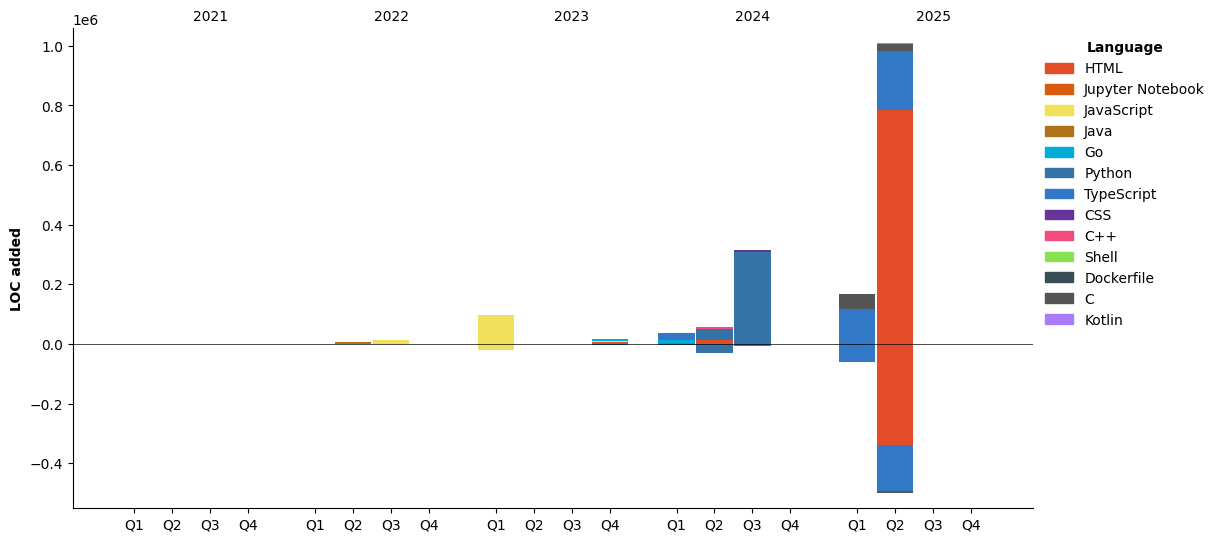 1e6
2021 2022 2023 2024 2025
LOC added
1.0
0.8
0.6
0.4
0.2
0.0
−0.2
−0.4
Q1 Q2 Q3 Q4 Q1 Q2 Q3 Q4 Q1 Q2 Q3 Q4 Q1 Q2 Q3 Q4 Q1 Q2 Q3 Q4
Language
HTML
Jupyter Notebook
JavaScript
Java
Go
Python
TypeScript
CSS
C++
Shell
Dockerfile
C
Kotlin